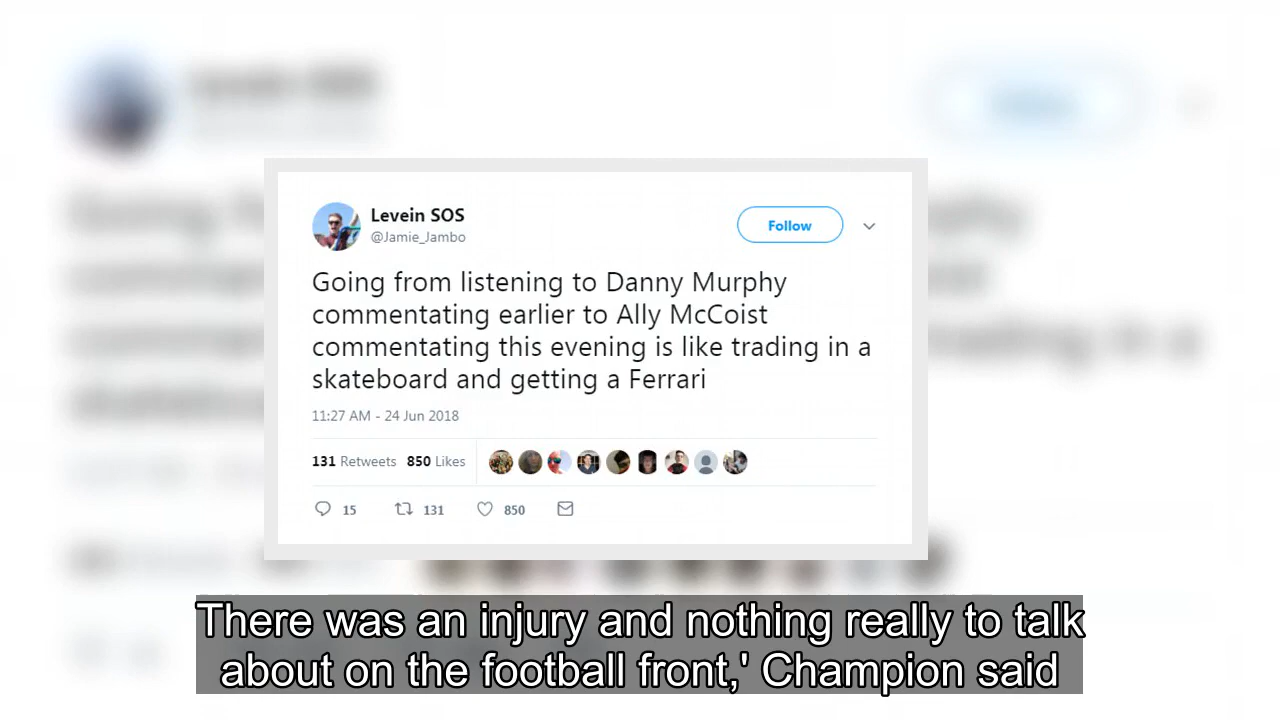 Levein SOS
@Jamie_Jambo
Follow
Going from listening to Danny Murphy
commentating earlier to Ally McCoist
commentating this evening is like trading in a
skateboard and getting a Ferrari
11:27 AM - 24 Jun 2018
131 Retweets 850 Likes
15 131 850
There was an injury and nothing really to talk
about on the football front,' Champion said